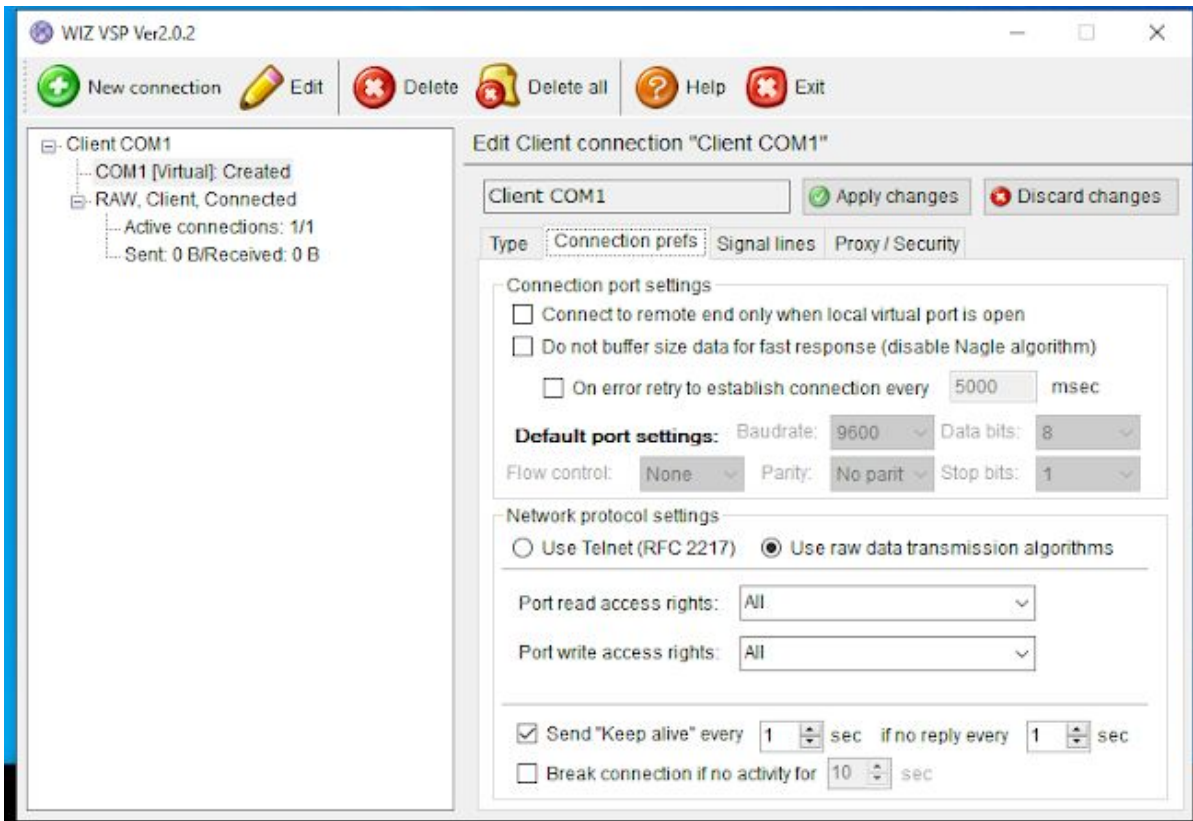 WIZ VSP Ver2.0.2
New connection Edit Delete Delete all Help Exit
Client COM1
COM1 [Virtual]: Created
RAW, Client, Connected
Active connections: 1/1
Sent: 0 B/Received: 0 B
Edit Client connection "Client COM1"
Client COM1 Apply changes Discard changes
Type Connection prefs Signal lines Proxy / Security
Connection port settings
Connect to remote end only when local virtual port is open
Do not buffer size data for fast response (disable Nagle algorithm)
On error retry to establish connection every 5000 msec
Default port settings: Baudrate: 9600 Data bits: 8
Flow control: None Parity: No parit Stop bits: 1
Network protocol settings
Use Telnet (RFC 2217) Use raw data transmission algorithms
Port read access rights: All
Port write access rights: All
Send "Keep alive" every 1 sec if no reply every 1 sec
Break connection if no activity for 10 sec